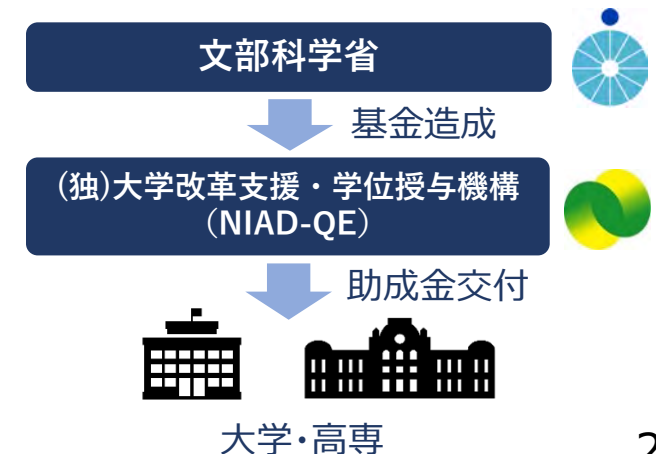 文部科学省
基金造成
(独)大学改革支援・学位授与機構
（NIAD-QE）
助成金交付
大学・高専
2